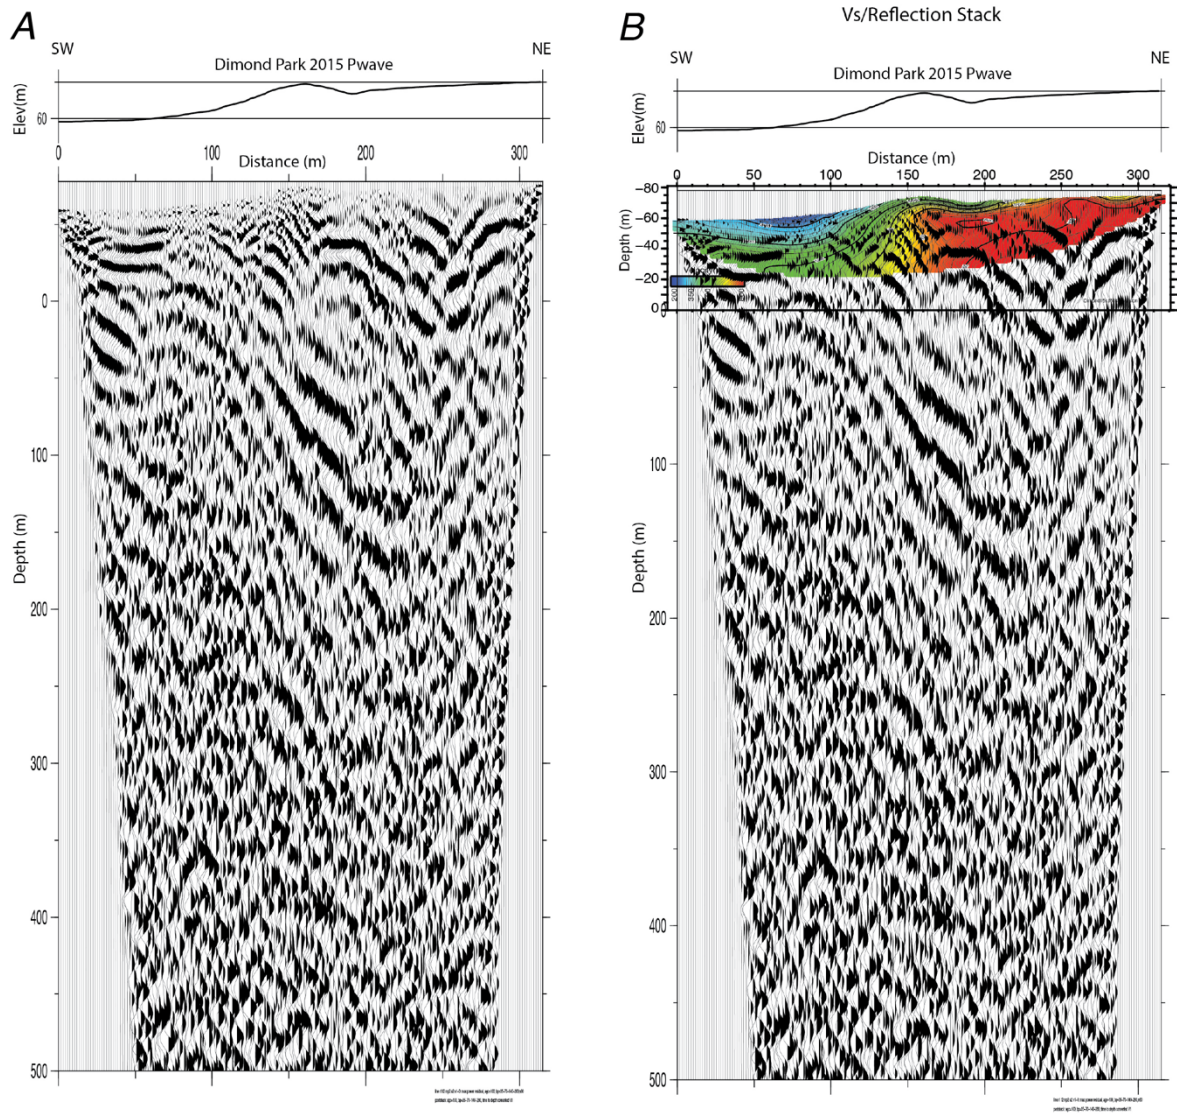 A
SW
NE
Dimond Park 2015 Pwave
Elev(m)
60
0
100
200
300
Distance (m)
0
100
200
300
400
500
Depth (m)
Vs/Reflection Stack
B
SW
NE
Dimond Park 2015 Pwave
Elev(m)
60
Distance (m)
0
50
100
150
200
250
300
−80
−60
−40
−20
0
Depth (m)
100
200
300
400
500
Depth (m)